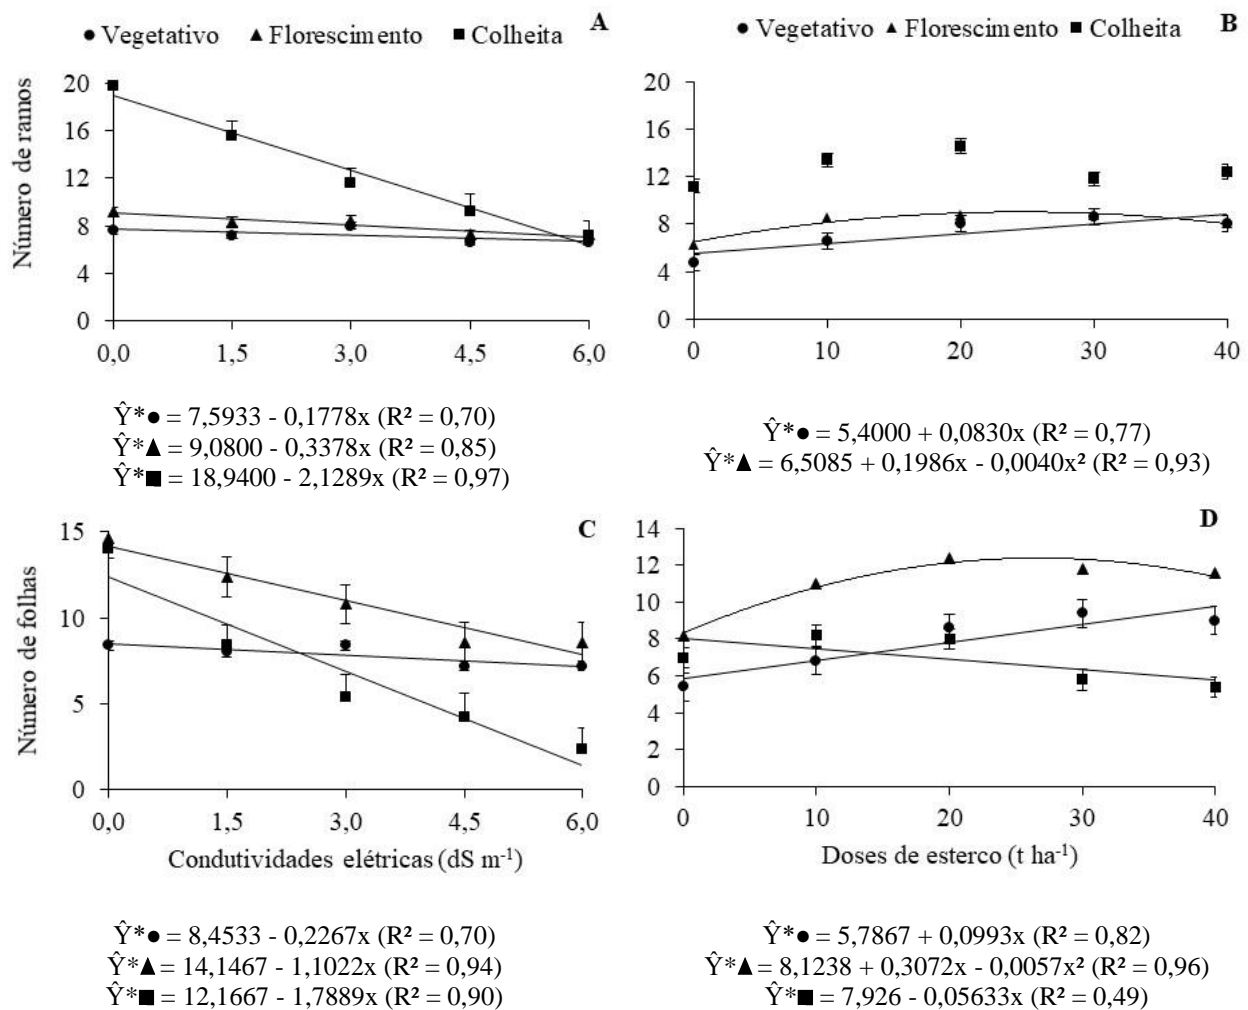 ● Vegetativo ▲ Florescimento ■ Colheita A
Número de ramos
20
16
12
8
4
0
0,0 1,5 3,0 4,5 6,0
Ŷ*● = 7,5933 - 0,1778x (R² = 0,70)
Ŷ*▲ = 9,0800 - 0,3378x (R² = 0,85)
Ŷ*■ = 18,9400 - 2,1289x (R² = 0,97)
● Vegetativo ▲ Florescimento ■ Colheita B
20
16
12
8
4
0
0 10 20 30 40
Ŷ*● = 5,4000 + 0,0830x (R² = 0,77)
Ŷ*▲ = 6,5085 + 0,1986x - 0,0040x² (R² = 0,93)
C
Número de folhas
15
10
5
0
0,0 1,5 3,0 4,5 6,0
Condutividades elétricas (dS m⁻¹)
Ŷ*● = 8,4533 - 0,2267x (R² = 0,70)
Ŷ*▲ = 14,1467 - 1,1022x (R² = 0,94)
Ŷ*■ = 12,1667 - 1,7889x (R² = 0,90)
D
14
12
10
8
6
4
2
0
0 10 20 30 40
Doses de esterco (t ha⁻¹)
Ŷ*● = 5,7867 + 0,0993x (R² = 0,82)
Ŷ*▲ = 8,1238 + 0,3072x - 0,0057x² (R² = 0,96)
Ŷ*■ = 7,926 - 0,05633x (R² = 0,49)